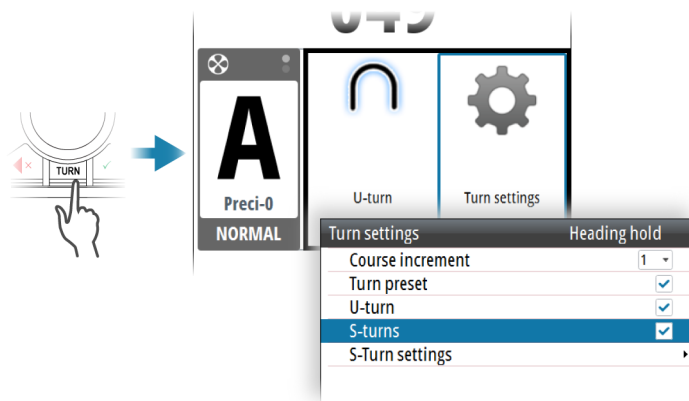 049
A
TURN
Preci-0
U-turn
Turn settings
NORMAL
Turn settings Heading hold
Course increment 1
Turn preset
U-turn
S-turns
S-Turn settings